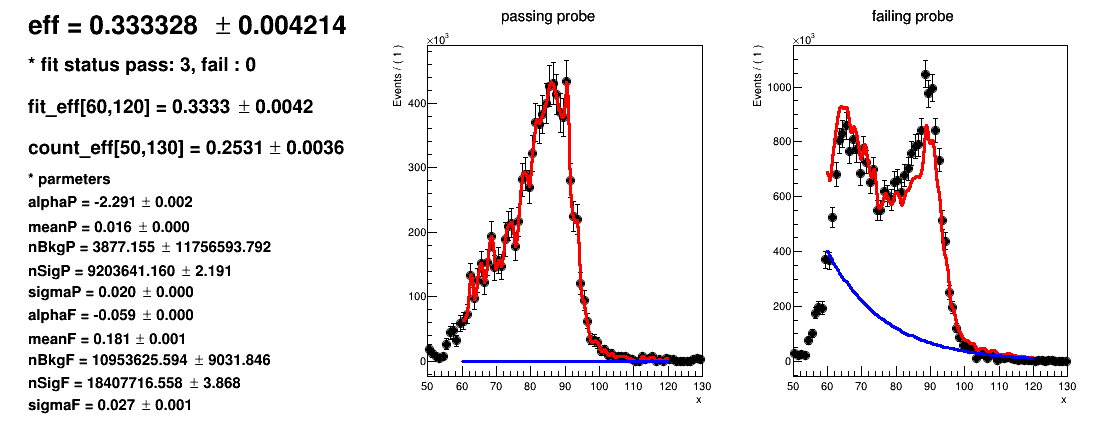 eff = 0.333328 ± 0.004214
* fit status pass: 3, fail : 0
fit_eff[60,120] = 0.3333 ± 0.0042
count_eff[50,130] = 0.2531 ± 0.0036
* parmeters
alphaP = -2.291 ± 0.002
meanP = 0.016 ± 0.000
nBkgP = 3877.155 ± 11756593.792
nSigP = 9203641.160 ± 2.191
sigmaP = 0.020 ± 0.000
alphaF = -0.059 ± 0.000
meanF = 0.181 ± 0.001
nBkgF = 10953625.594 ± 9031.846
nSigF = 18407716.558 ± 3.868
sigmaF = 0.027 ± 0.001
passing probe
×10³
Events / ( 1 )
400
300
200
100
0
50 60 70 80 90 100 110 120 130
x
failing probe
×10³
Events / ( 1 )
1000
800
600
400
200
0
50 60 70 80 90 100 110 120 130
x